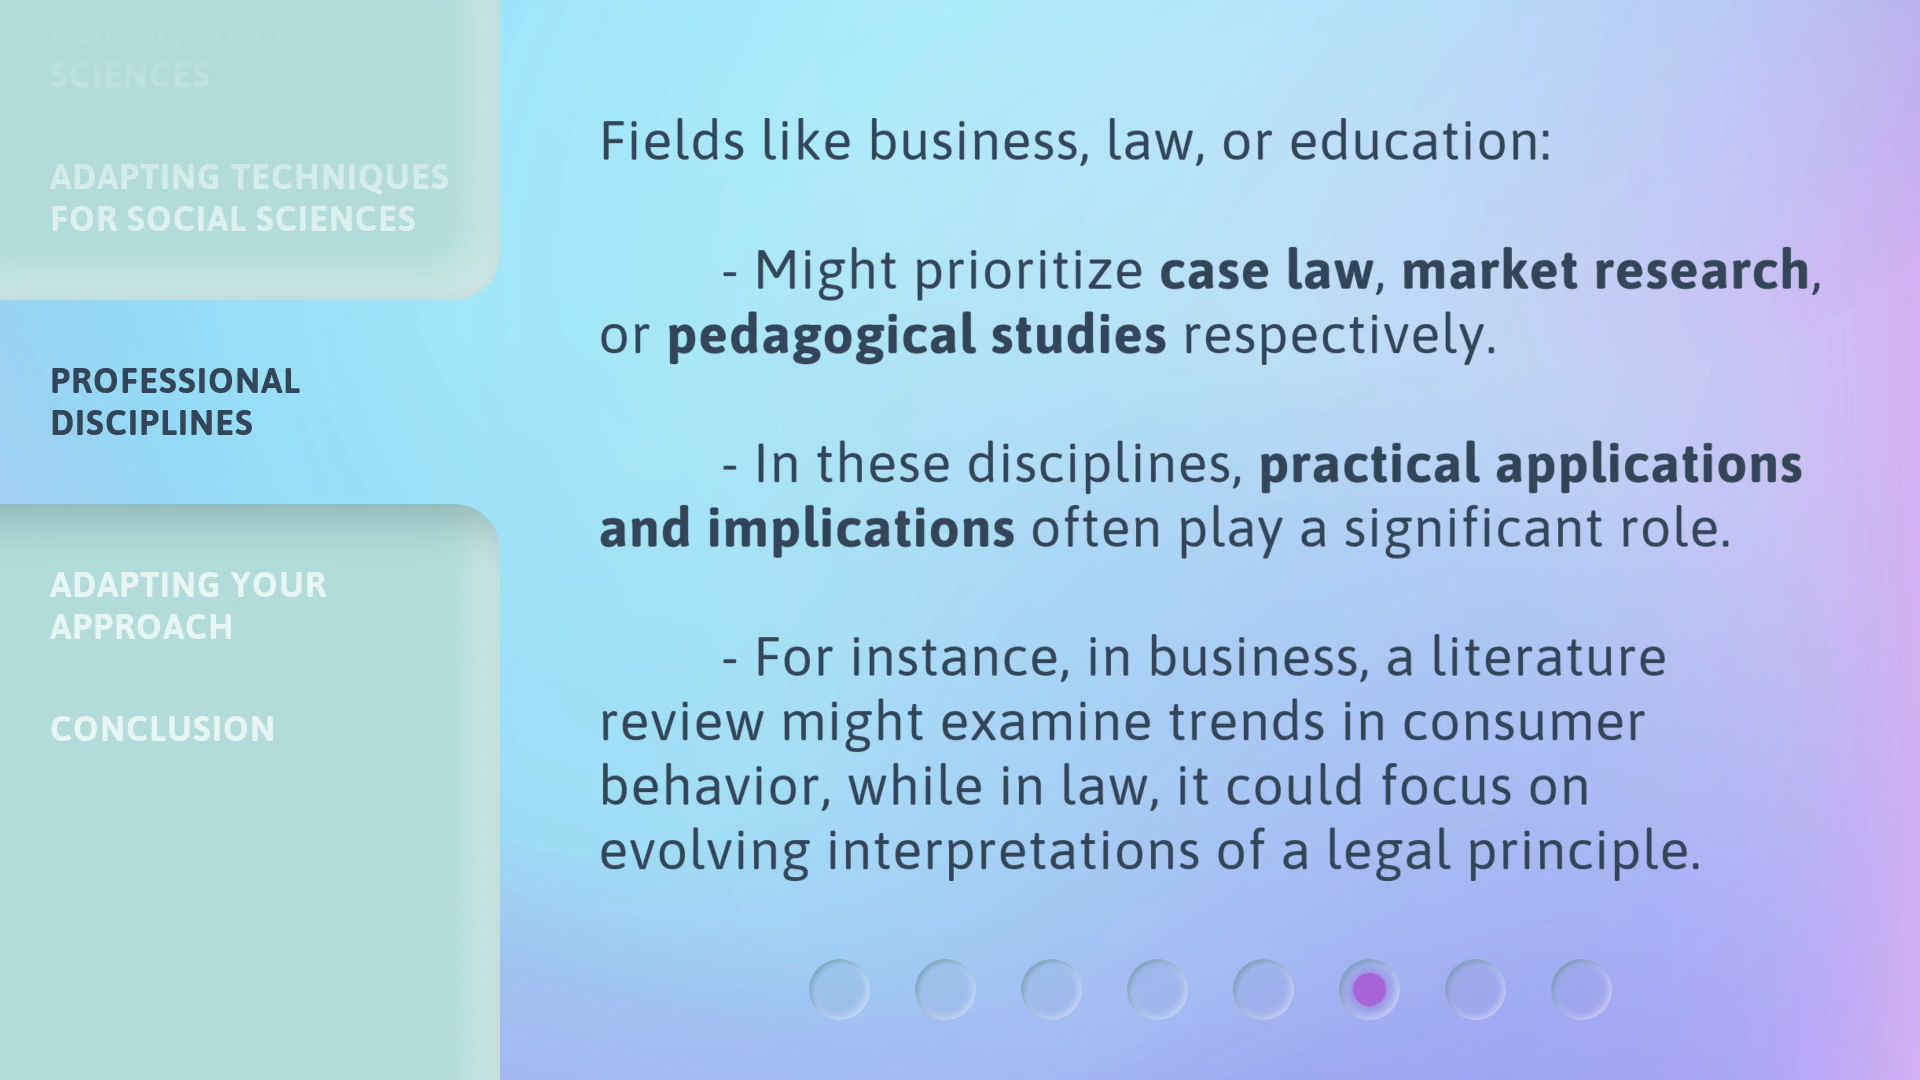 HUMANITIES VS.
SCIENCES
ADAPTING TECHNIQUES
FOR SOCIAL SCIENCES
PROFESSIONAL
DISCIPLINES
ADAPTING YOUR
APPROACH
CONCLUSION
Fields like business, law, or education:
- Might prioritize case law, market research,
or pedagogical studies respectively.
- In these disciplines, practical applications
and implications often play a significant role.
- For instance, in business, a literature
review might examine trends in consumer
behavior, while in law, it could focus on
evolving interpretations of a legal principle.